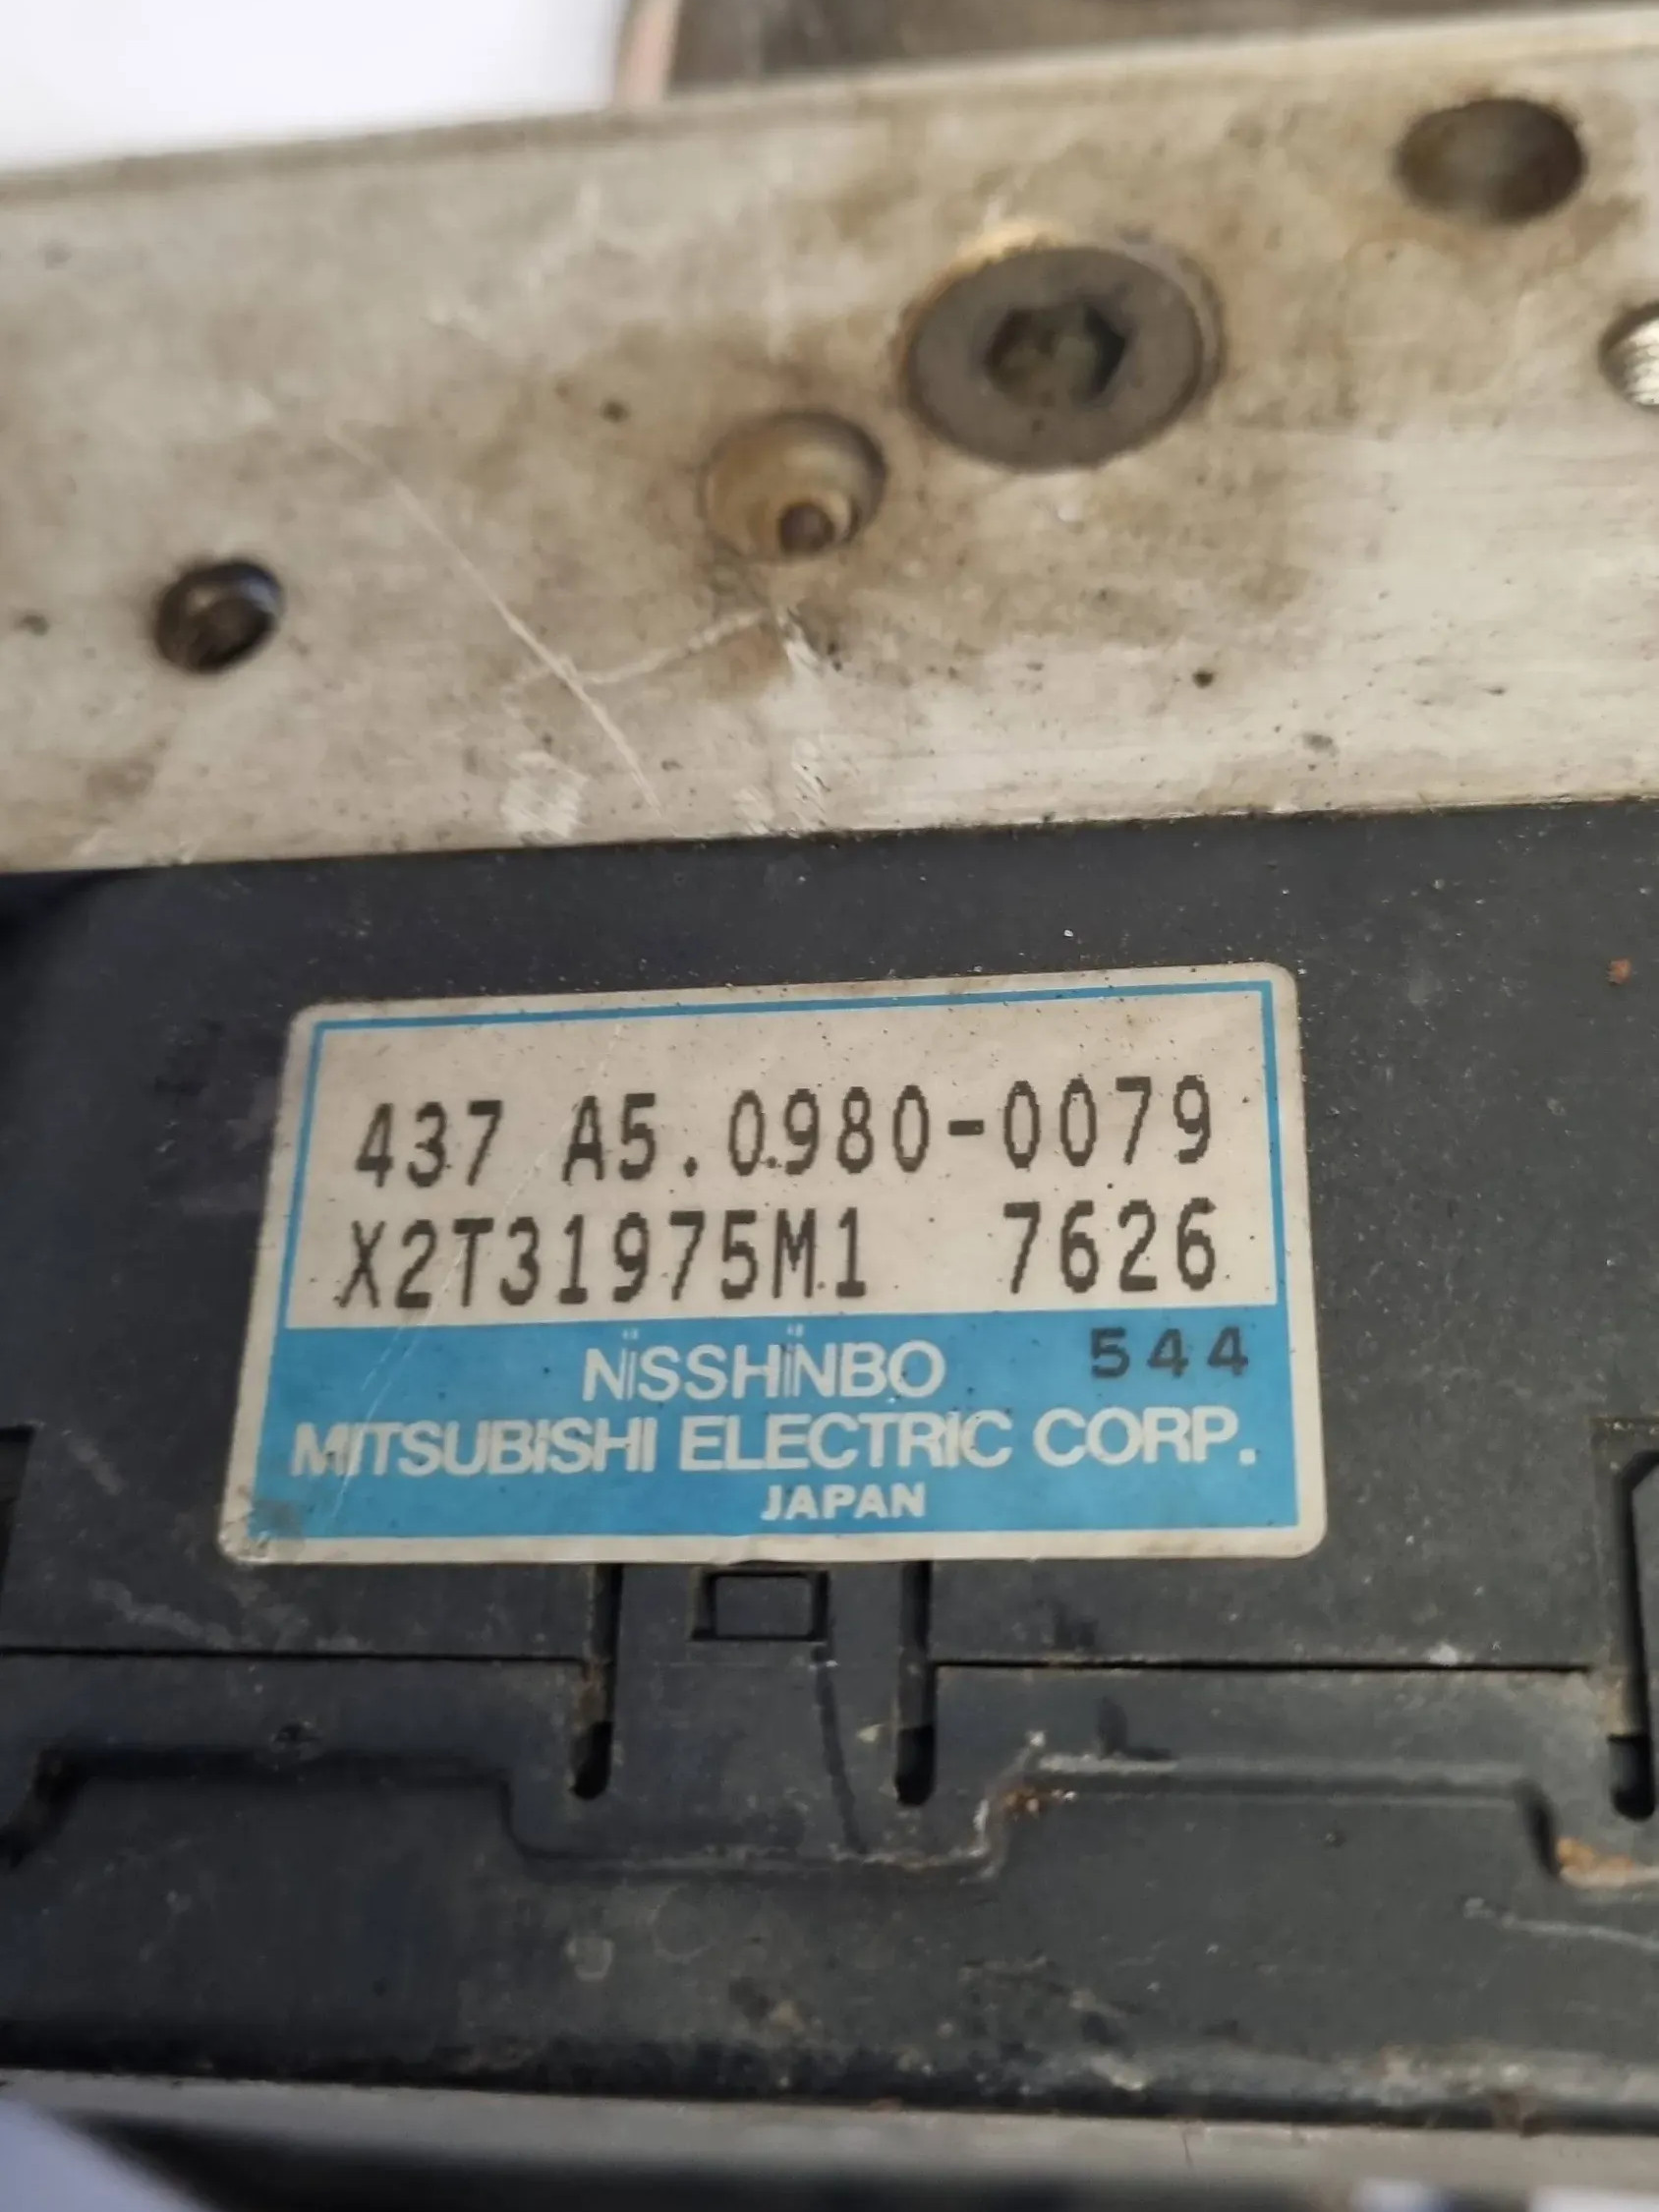 437 A5.0980-0079
X2T31975M1 7626
NiSSHiNBO 544
MITSUBISHI ELECTRIC CORP.
JAPAN